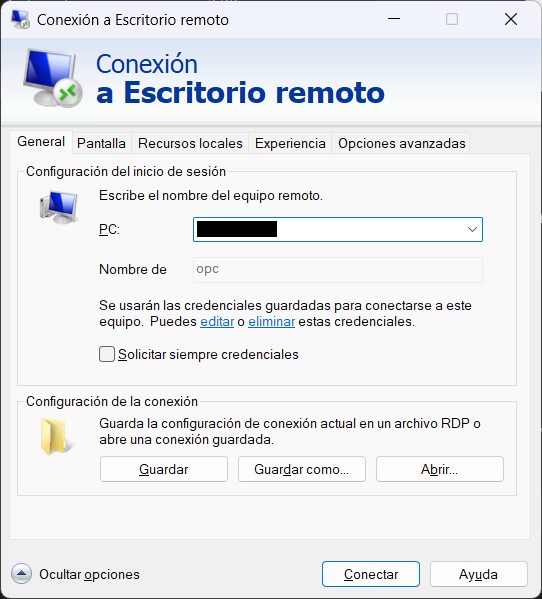 Conexión a Escritorio remoto
Conexión
a Escritorio remoto
General Pantalla Recursos locales Experiencia Opciones avanzadas
Configuración del inicio de sesión
Escribe el nombre del equipo remoto.
PC:
Nombre de opc
Se usarán las credenciales guardadas para conectarse a este
equipo. Puedes editar o eliminar estas credenciales.
Solicitar siempre credenciales
Configuración de la conexión
Guarda la configuración de conexión actual en un archivo RDP o
abre una conexión guardada.
Guardar Guardar como... Abrir...
Ocultar opciones Conectar Ayuda